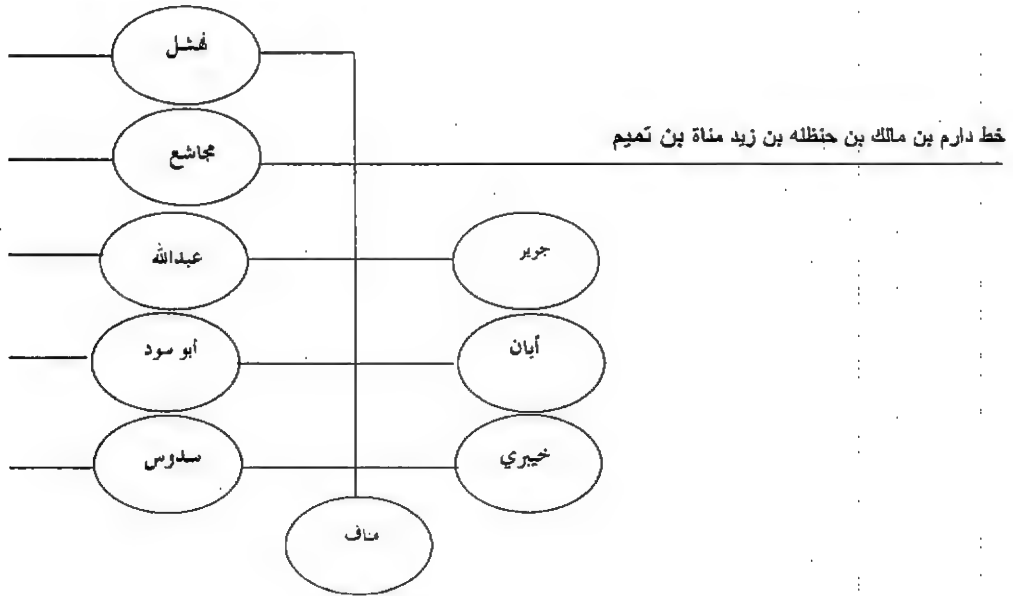 نهشل
خط دارم بن مالك بن حنظله بن زيد مناة بن تميم
مجاشع
جرير
عبدالله
أبان
أبو سود
خيبري
سدوس
مناف